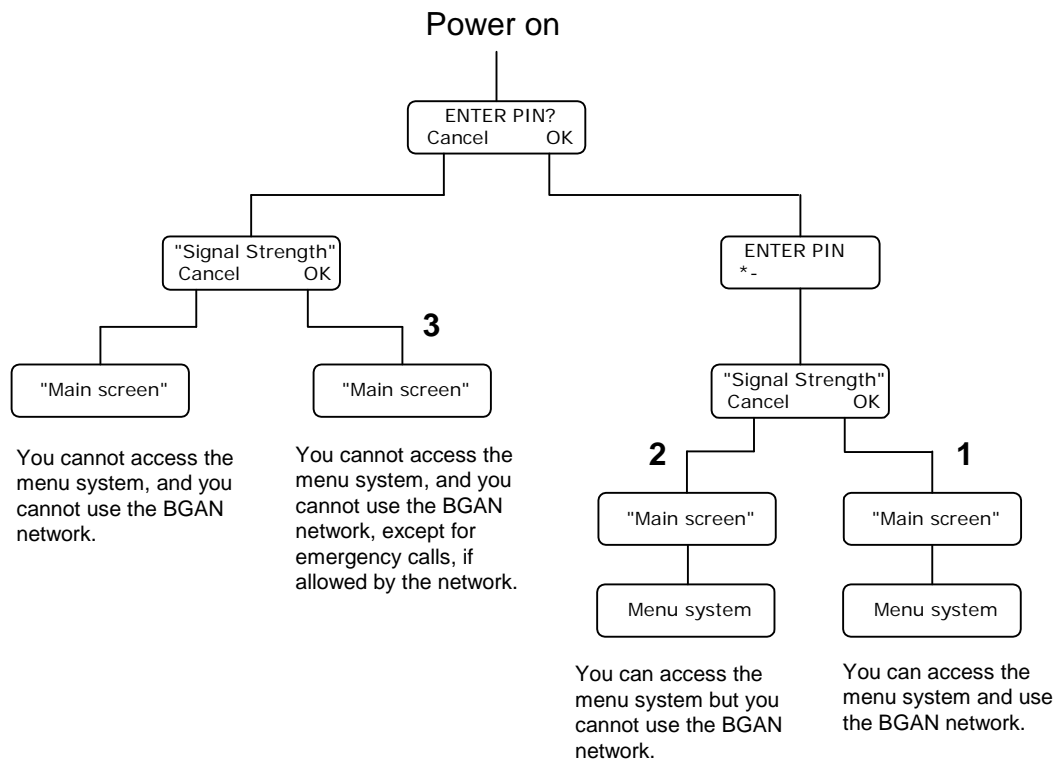 Power on
ENTER PIN?
Cancel OK
"Signal Strength"
Cancel OK
ENTER PIN
*-
3
"Main screen"
"Main screen"
You cannot access the
menu system, and you
cannot use the BGAN
network.
You cannot access the
menu system, and you
cannot use the BGAN
network, except for
emergency calls, if
allowed by the network.
"Signal Strength"
Cancel OK
2
1
"Main screen"
"Main screen"
Menu system
Menu system
You can access the
menu system but you
cannot use the BGAN
network.
You can access the
menu system and use
the BGAN network.